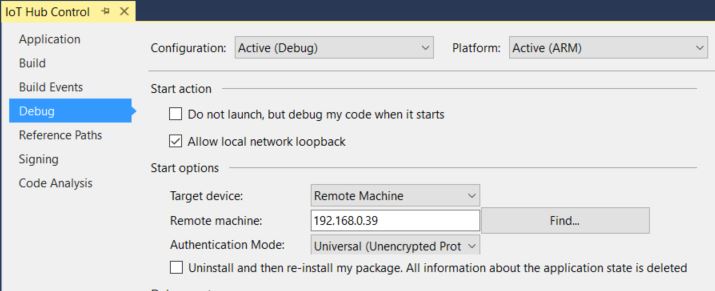 IoT Hub Control
Application
Build
Build Events
Debug
Reference Paths
Signing
Code Analysis
Configuration: Active (Debug) Platform: Active (ARM)
Start action
Do not launch, but debug my code when it starts
Allow local network loopback
Start options
Target device: Remote Machine
Remote machine: 192.168.0.39 Find...
Authentication Mode: Universal (Unencrypted Prot
Uninstall and then re-install my package. All information about the application state is deleted